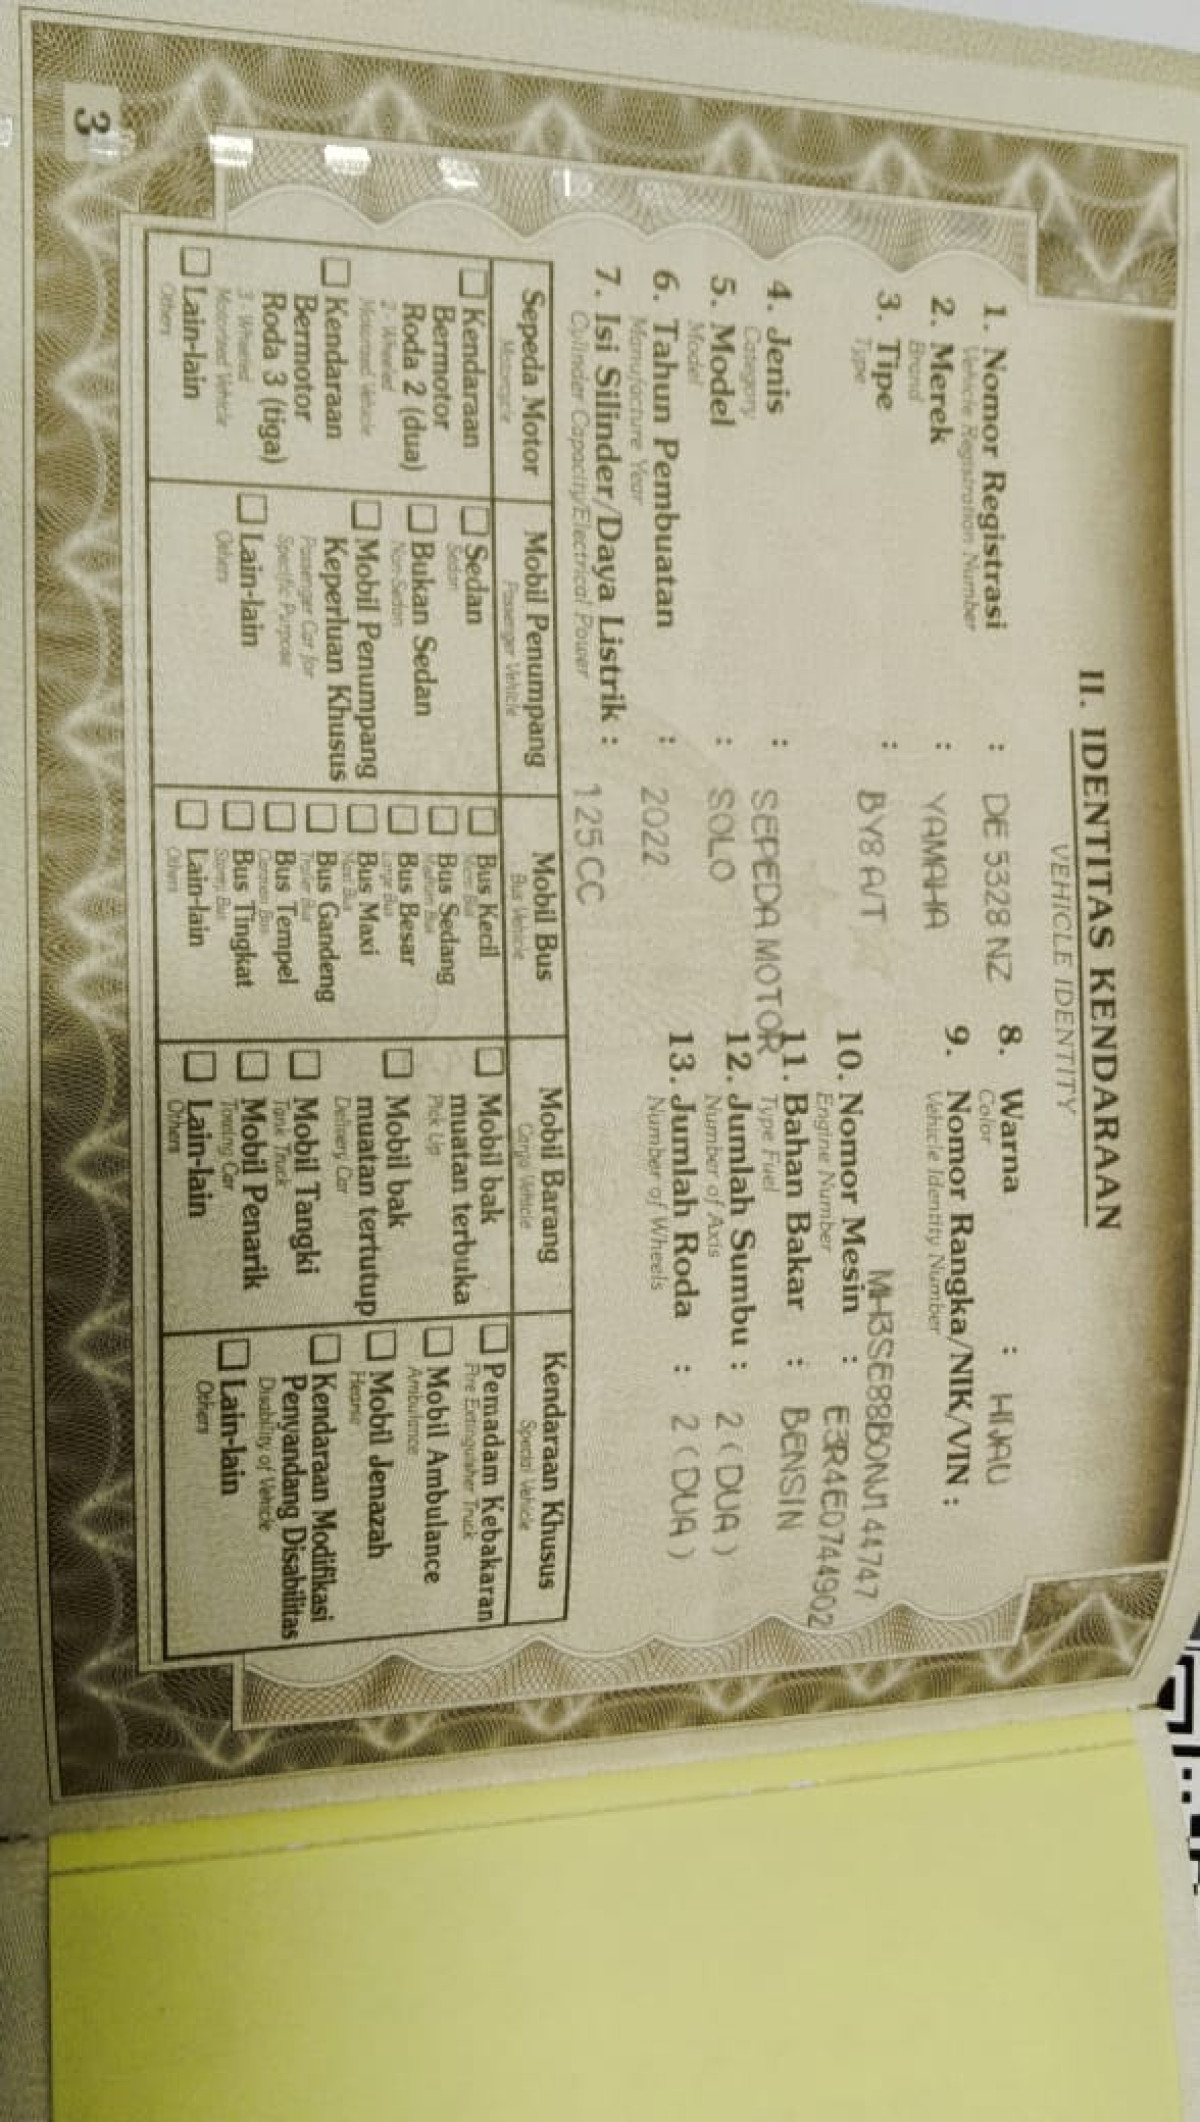 II. IDENTITAS KENDARAAN
VEHICLE IDENTITY
1. Nomor Registrasi : DE 5328 NZ
Vehicle Registration Number
2. Merek : YAMAHA
Brand
3. Tipe : BY8 A/T
Type
4. Jenis : SEPEDA MOTOR
Category
5. Model : SOLO
Model
6. Tahun Pembuatan : 2022
Manufacture Year
7. Isi Silinder/Daya Listrik : 125 CC
Cylinder Capacity/Electrical Power
8. Warna : HIJAU
Color
9. Nomor Rangka/NIK/VIN :
Vehicle Identity Number
MH3SE88B0NJ144747
10. Nomor Mesin : E3R4E0744902
Engine Number
11. Bahan Bakar : BENSIN
Type Fuel
12. Jumlah Sumbu : 2 ( DUA )
Number of Axis
13. Jumlah Roda : 2 ( DUA )
Number of Wheels
Sepeda Motor
Motorcycle
Kendaraan
Bermotor
Roda 2 (dua)
2 Wheeled
Motorized Vehicle
Kendaraan
Bermotor
Roda 3 (tiga)
3 Wheeled
Motorized Vehicle
Lain-lain
Others
Mobil Penumpang
Passenger Vehicle
Sedan
Sedan
Bukan Sedan
Non-Sedan
Mobil Penumpang
Keperluan Khusus
Passenger Car for
Specific Purpose
Lain-lain
Others
Mobil Bus
Bus Vehicle
Bus Kecil
Micro Bus
Bus Sedang
Medium Bus
Bus Besar
Large Bus
Bus Maxi
Maxi Bus
Bus Gandeng
Trailer Bus
Bus Tempel
Bus Tingkat
Lain-lain
Others
Mobil Barang
Cargo Vehicle
Mobil bak
muatan terbuka
Pick Up
Mobil bak
muatan tertutup
Delivery Car
Mobil Tangki
Tank Truck
Mobil Penarik
Towing Car
Lain-lain
Others
Kendaraan Khusus
Special Vehicle
Pemadam Kebakaran
Fire Extinguisher Truck
Mobil Ambulance
Ambulance
Mobil Jenazah
Hearse
Kendaraan Modifikasi
Penyandang Disabilitas
Disability of Vehicle
Lain-lain
Others
3